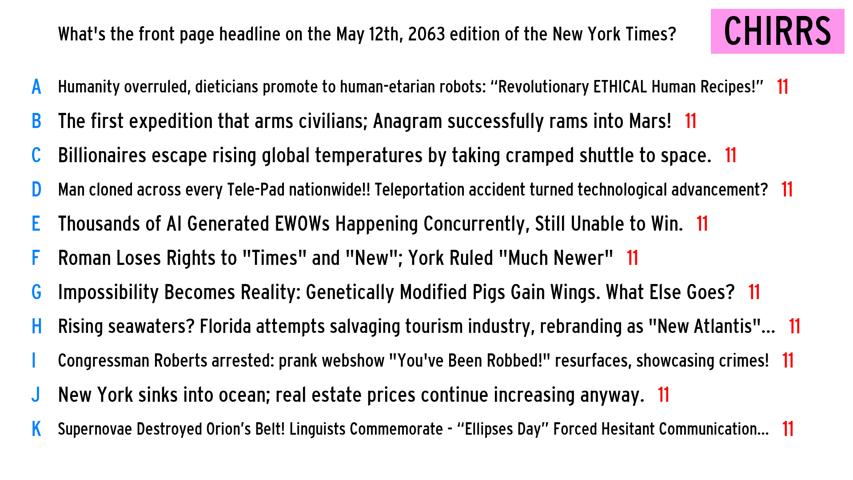 What's the front page headline on the May 12th, 2063 edition of the New York Times?
CHIRRS
A Humanity overruled, dieticians promote to human-etarian robots: “Revolutionary ETHICAL Human Recipes!” 11
B The first expedition that arms civilians; Anagram successfully rams into Mars! 11
C Billionaires escape rising global temperatures by taking cramped shuttle to space. 11
D Man cloned across every Tele-Pad nationwide!! Teleportation accident turned technological advancement? 11
E Thousands of AI Generated EWOWs Happening Concurrently, Still Unable to Win. 11
F Roman Loses Rights to "Times" and "New"; York Ruled "Much Newer" 11
G Impossibility Becomes Reality: Genetically Modified Pigs Gain Wings. What Else Goes? 11
H Rising seawaters? Florida attempts salvaging tourism industry, rebranding as "New Atlantis"... 11
I Congressman Roberts arrested: prank webshow "You've Been Robbed!" resurfaces, showcasing crimes! 11
J New York sinks into ocean; real estate prices continue increasing anyway. 11
K Supernovae Destroyed Orion’s Belt! Linguists Commemorate - “Ellipses Day” Forced Hesitant Communication... 11